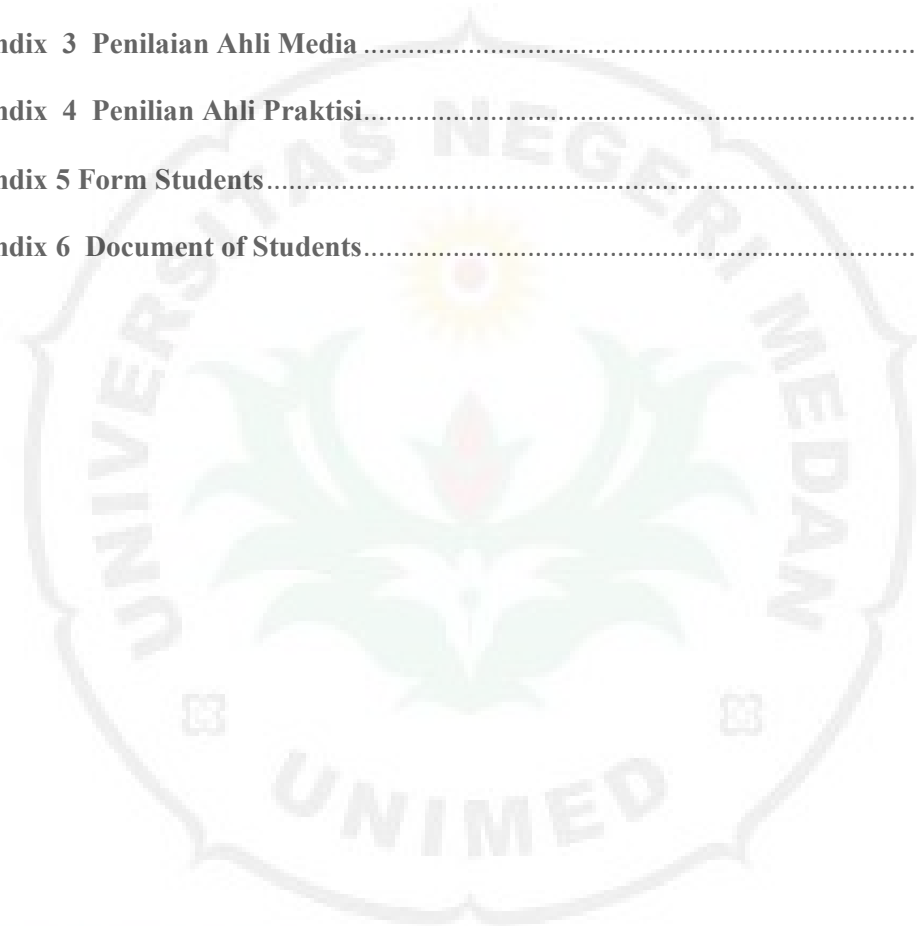 ndix 3 Penilaian Ahli Media ....................
ndix 4 Penilian Ahli Praktisi ....................
ndix 5 Form Students ....................
ndix 6 Document of Students ....................
UNIVERSITAS NEGERI MEDAN
UNIMED